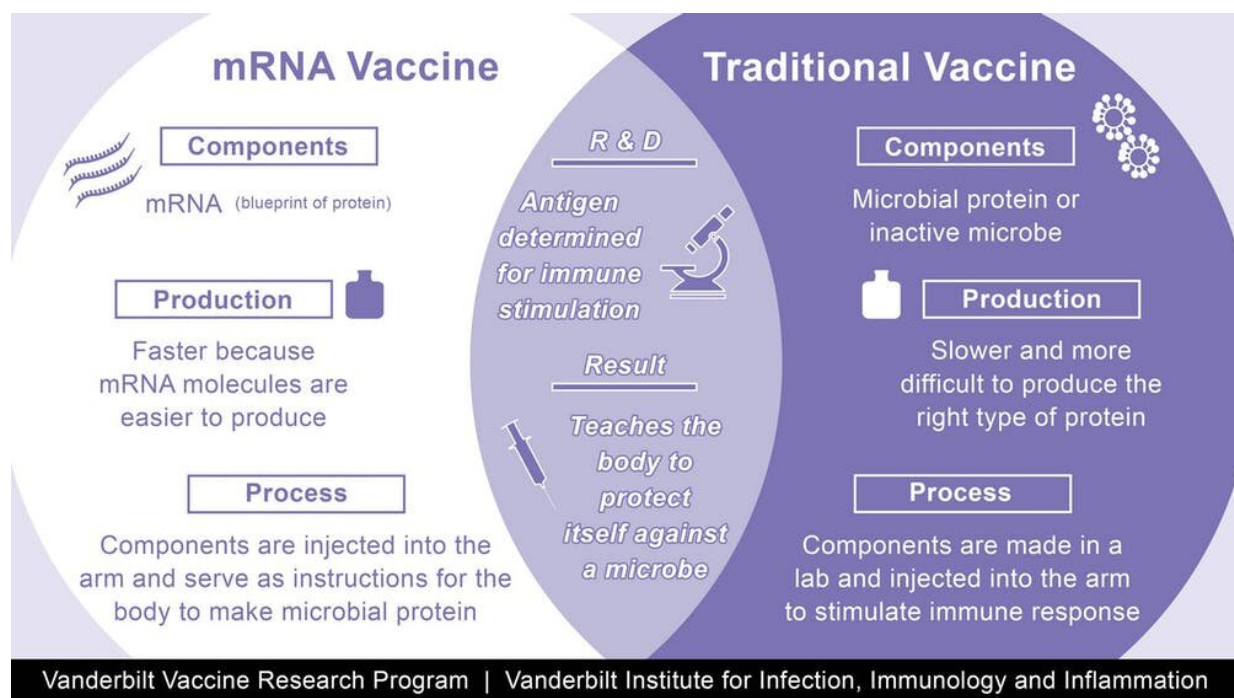 mRNA Vaccine
Components
mRNA (blueprint of protein)
Production
Faster because
mRNA molecules are
easier to produce
Process
Components are injected into the
arm and serve as instructions for the
body to make microbial protein
R & D
Antigen
determined
for immune
stimulation
Result
Teaches the
body to
protect
itself against
a microbe
Traditional Vaccine
Components
Microbial protein or
inactive microbe
Production
Slower and more
difficult to produce the
right type of protein
Process
Components are made in a
lab and injected into the arm
to stimulate immune response
Vanderbilt Vaccine Research Program | Vanderbilt Institute for Infection, Immunology and Inflammation